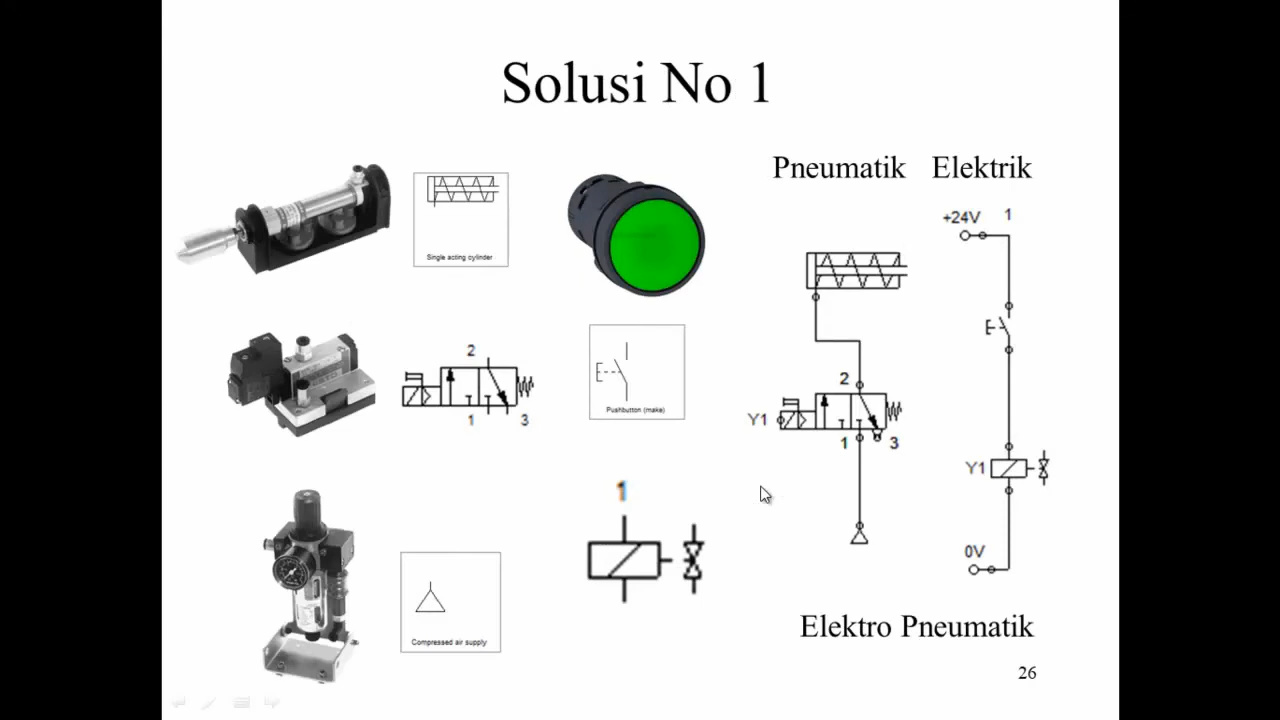 Solusi No 1
Pneumatik Elektrik
Single acting cylinder
+24V 1
2
1 3
Pushbutton (make)
2
Y1
1 3
Y1
1
0V
Compressed air supply
Elektro Pneumatik
26